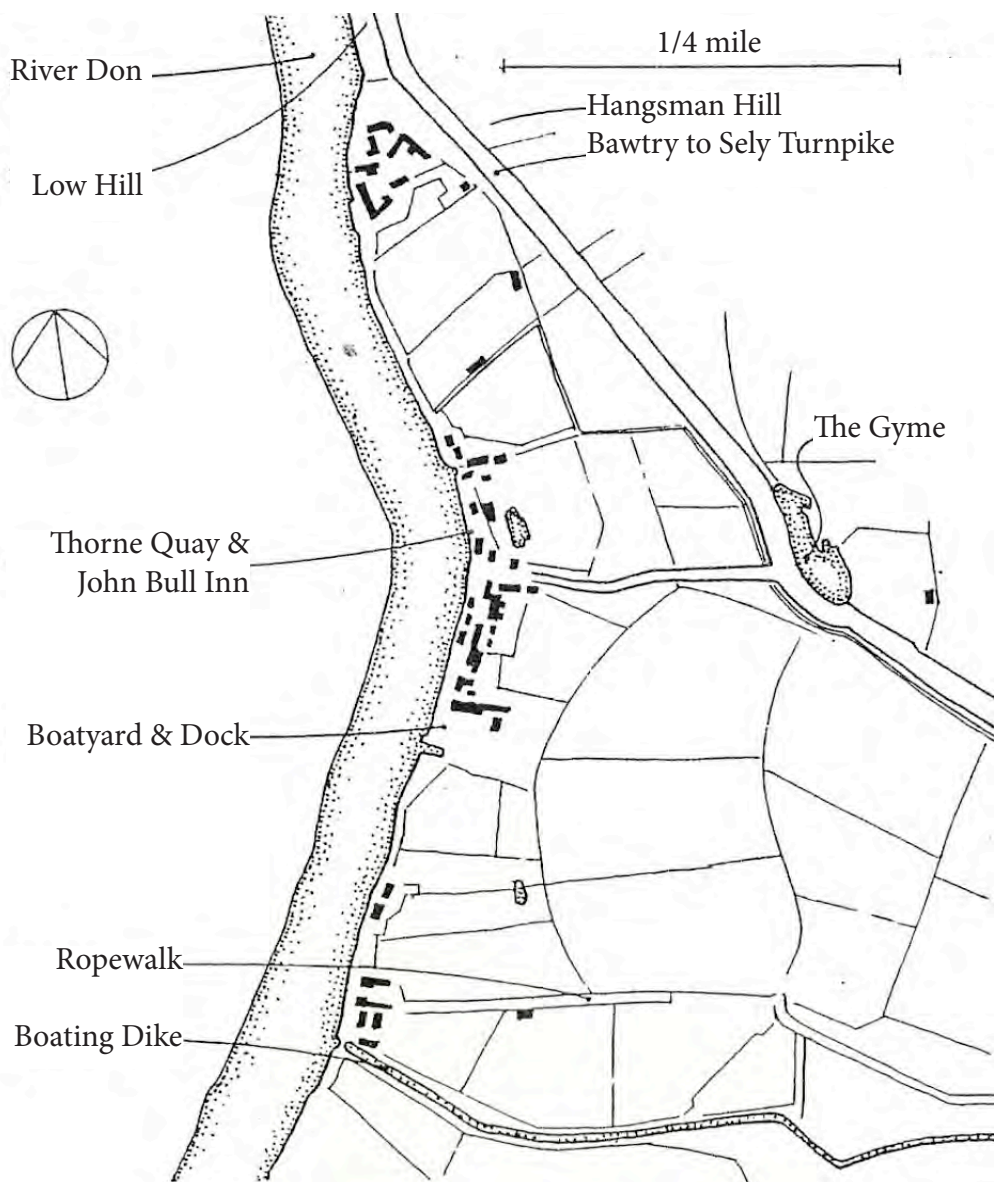 1/4 mile
River Don
Hangsman Hill
Bawtry to Sely Turnpike
Low Hill
The Gyme
Thorne Quay &
John Bull Inn
Boatyard & Dock
Ropewalk
Boating Dike